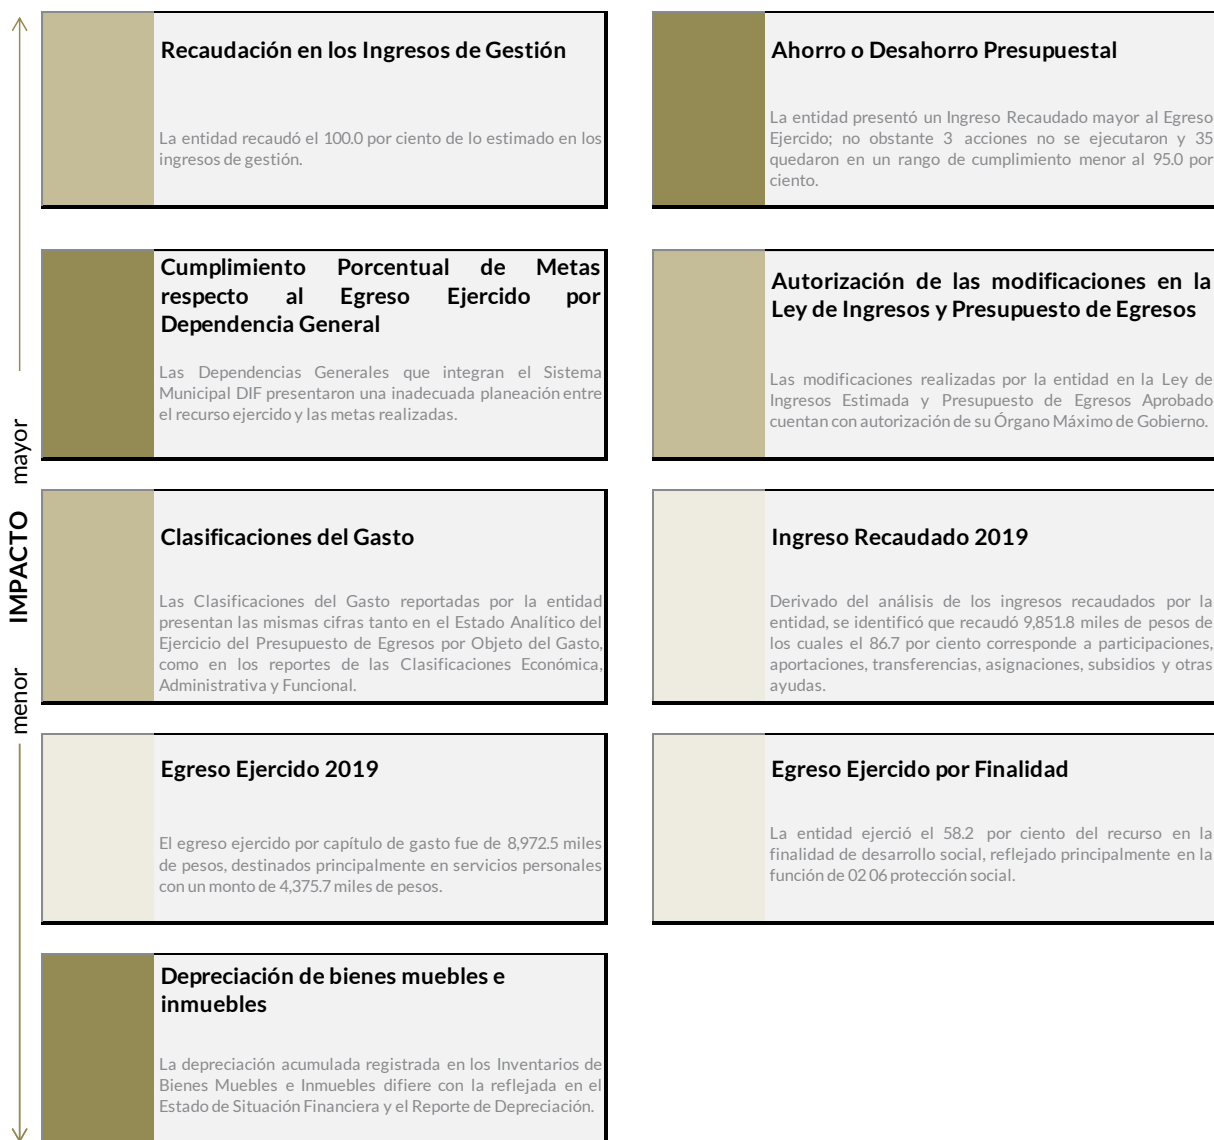 Recaudación en los Ingresos de Gestión
La entidad recaudó el 100.0 por ciento de lo estimado en los
ingresos de gestión.
Ahorro o Desahorro Presupuestal
La entidad presentó un Ingreso Recaudado mayor al Egreso
Ejercido; no obstante 3 acciones no se ejecutaron y 35
quedaron en un rango de cumplimiento menor al 95.0 por
ciento.
Cumplimiento Porcentual de Metas
respecto al Egreso Ejercido por
Dependencia General
Las Dependencias Generales que integran el Sistema
Municipal DIF presentaron una inadecuada planeación entre
el recurso ejercido y las metas realizadas.
Autorización de las modificaciones en la
Ley de Ingresos y Presupuesto de Egresos
Las modificaciones realizadas por la entidad en la Ley de
Ingresos Estimada y Presupuesto de Egresos Aprobado
cuentan con autorización de su Órgano Máximo de Gobierno.
menor IMPACTO mayor
Clasificaciones del Gasto
Las Clasificaciones del Gasto reportadas por la entidad
presentan las mismas cifras tanto en el Estado Analítico del
Ejercicio del Presupuesto de Egresos por Objeto del Gasto,
como en los reportes de las Clasificaciones Económica,
Administrativa y Funcional.
Ingreso Recaudado 2019
Derivado del análisis de los ingresos recaudados por la
entidad, se identificó que recaudó 9,851.8 miles de pesos de
los cuales el 86.7 por ciento corresponde a participaciones,
aportaciones, transferencias, asignaciones, subsidios y otras
ayudas.
Egreso Ejercido 2019
El egreso ejercido por capítulo de gasto fue de 8,972.5 miles
de pesos, destinados principalmente en servicios personales
con un monto de 4,375.7 miles de pesos.
Egreso Ejercido por Finalidad
La entidad ejerció el 58.2 por ciento del recurso en la
finalidad de desarrollo social, reflejado principalmente en la
función de 02 06 protección social.
Depreciación de bienes muebles e
inmuebles
La depreciación acumulada registrada en los Inventarios de
Bienes Muebles e Inmuebles difiere con la reflejada en el
Estado de Situación Financiera y el Reporte de Depreciación.